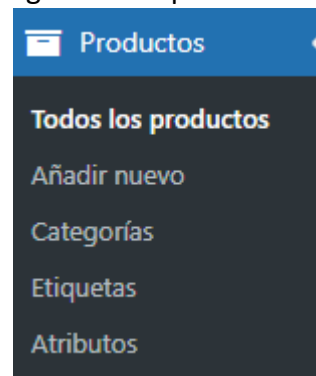 Productos
Todos los productos
Añadir nuevo
Categorías
Etiquetas
Atributos